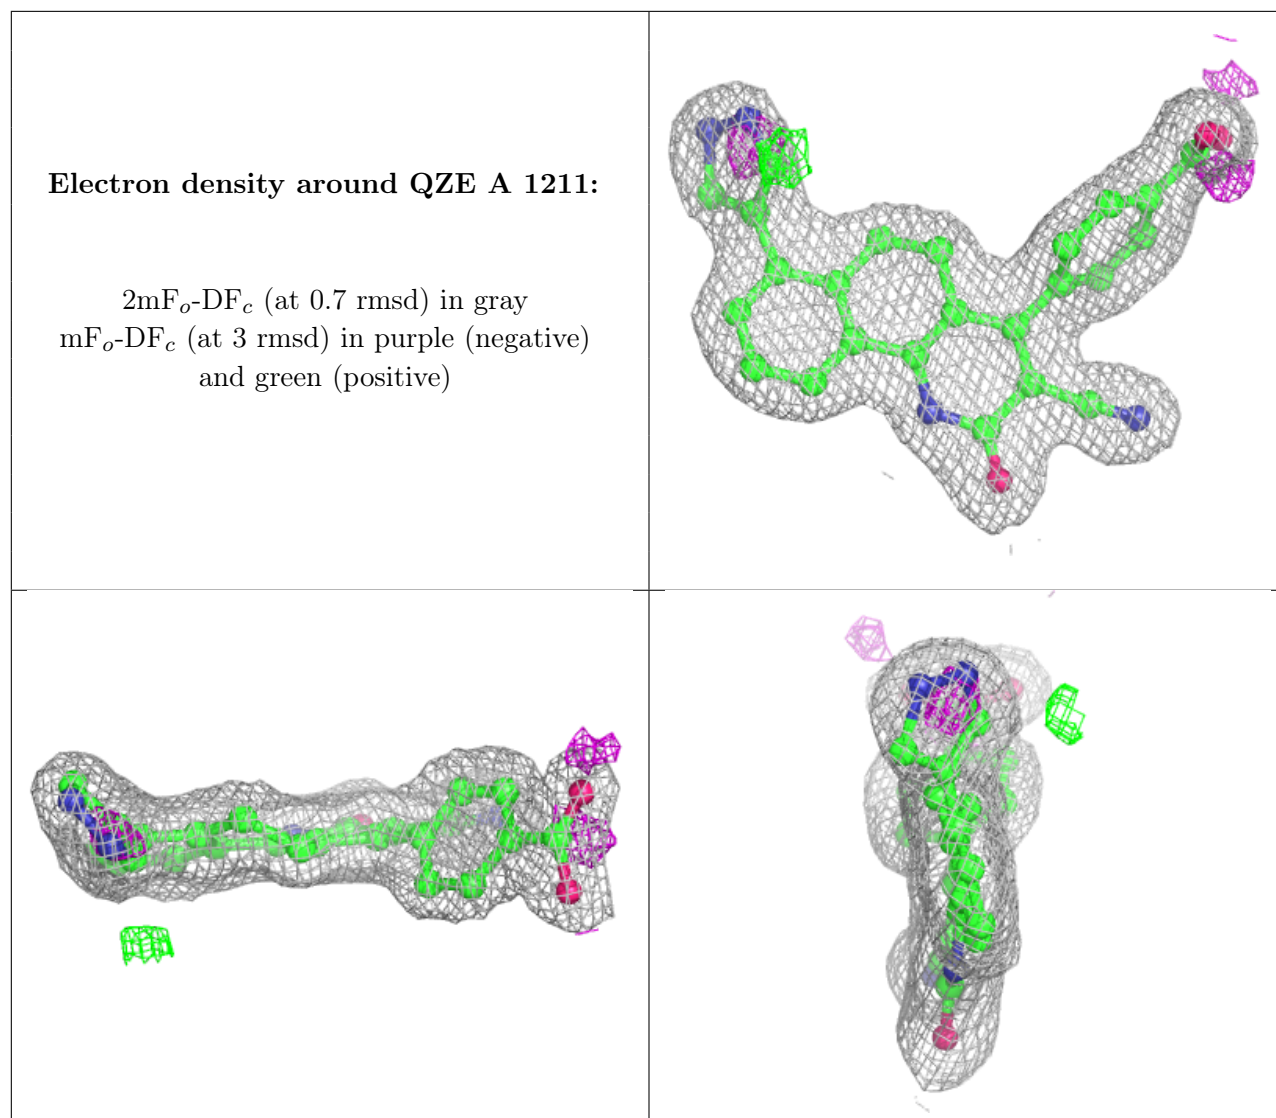 Electron density around QZE A 1211:
2mFo-DFc (at 0.7 rmsd) in gray
mFo-DFc (at 3 rmsd) in purple (negative)
and green (positive)